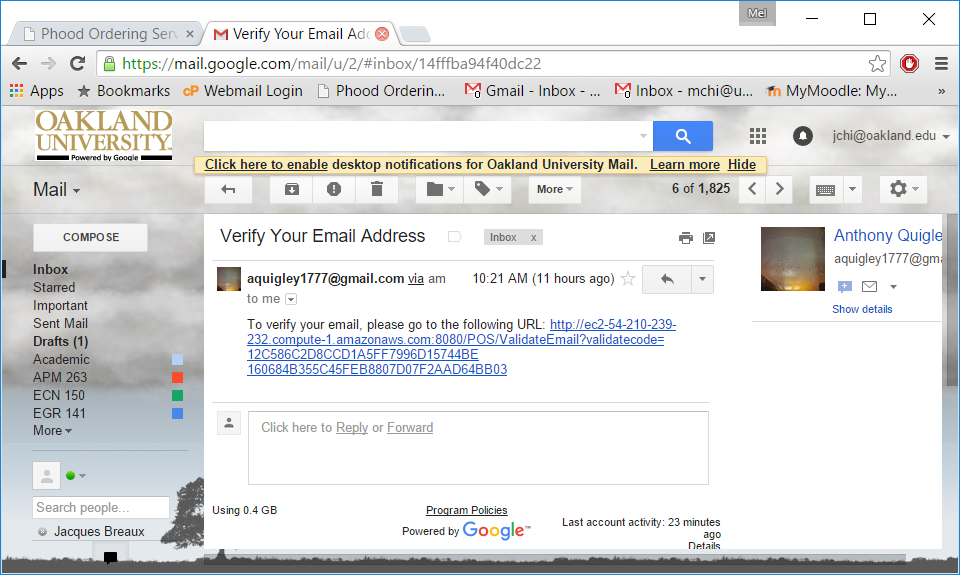 Mel
Phood Ordering Serv
Verify Your Email Add
https://mail.google.com/mail/u/2/#inbox/14fffba94f40dc22
Apps
Bookmarks
cP Webmail Login
Phood Orderin...
0 Gmail - Inbox - ...
0 Inbox - mchi@u...
MyMoodle: My...
»
OAKLAND
UNIVERSITY
Powered by Google
jchi@oakland.edu
Click here to enable desktop notifications for Oakland University Mail. Learn more Hide
Mail
More
6 of 1,825
COMPOSE
Inbox
Starred
Important
Sent Mail
Drafts (1)
Academic
APM 263
ECN 150
EGR 141
More
Search people...
Jacques Breaux
Verify Your Email Address
Inbox x
aquigley1777@gmail.com via am
10:21 AM (11 hours ago)
to me
To verify your email, please go to the following URL: http://ec2-54-210-239-
232.compute-1.amazonaws.com:8080/POS/ValidateEmail?validatecode=
12C586C2D8CCD1A5FF7996D15744BE
160684B355C45FEB8807D07F2AAD64BB03
Click here to Reply or Forward
Anthony Quigle
aquigley1777@gma
Show details
Using 0.4 GB
Program Policies
Powered by Google™
Last account activity: 23 minutes
ago
Details